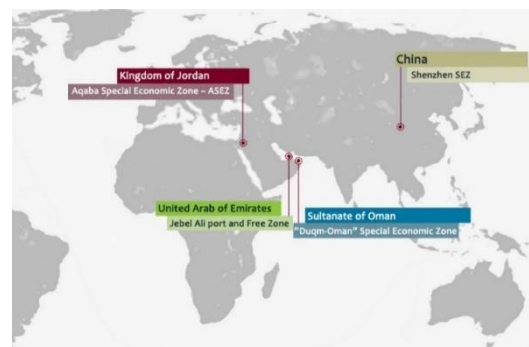 China
Shenzhen SEZ
Kingdom of Jordan
Aqaba Special Economic Zone – ASEZ
United Arab Emirates
Jebel Ali port and Free Zone
Sultanate of Oman
"Duqm-Oman" Special Economic Zone